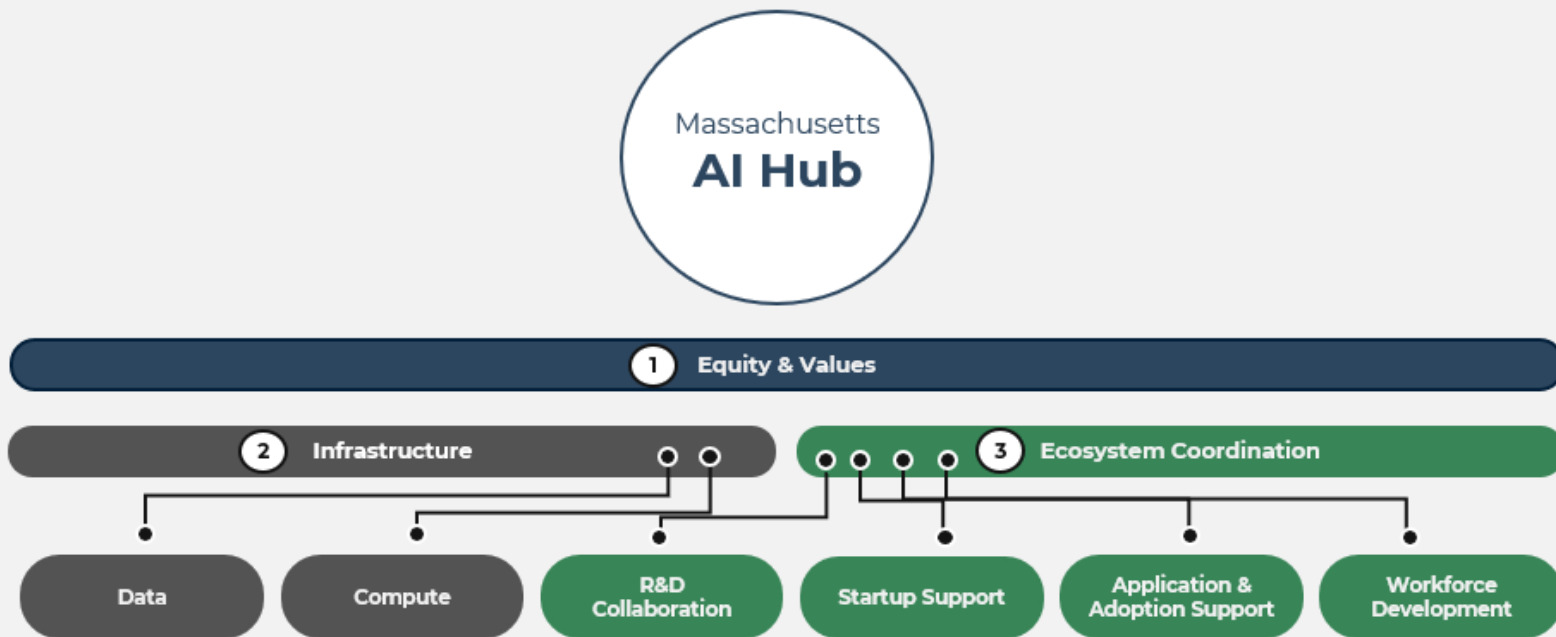 Massachusetts
AI Hub
1 Equity & Values
2 Infrastructure
3 Ecosystem Coordination
Data
Compute
R&D
Collaboration
Startup Support
Application &
Adoption Support
Workforce
Development